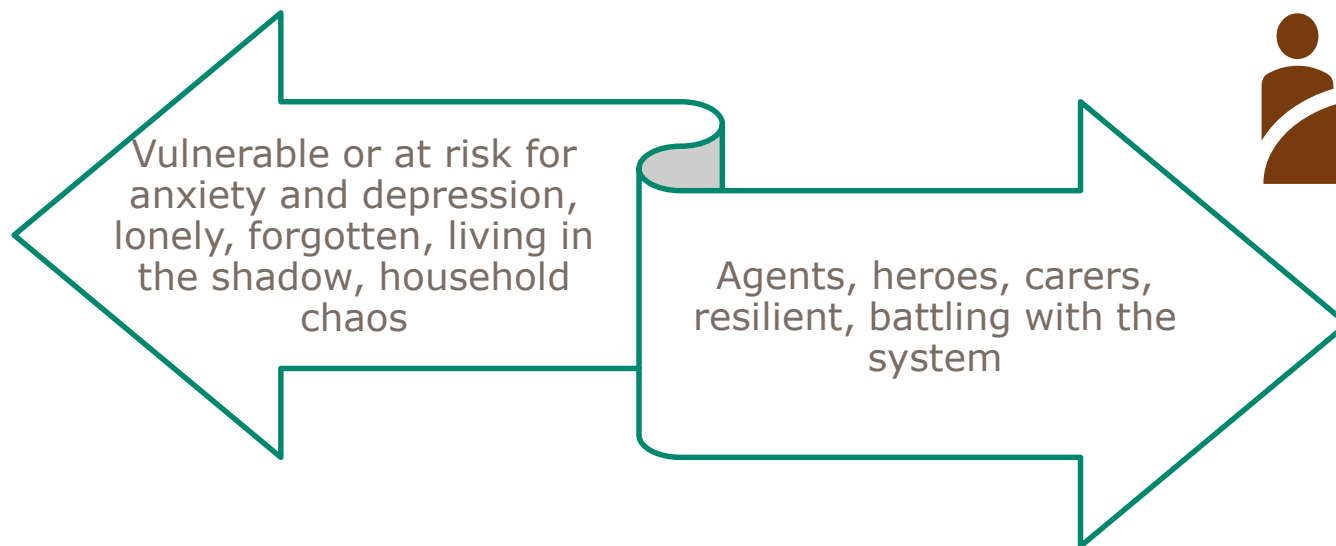 Vulnerable or at risk for
anxiety and depression,
lonely, forgotten, living in
the shadow, household
chaos
Agents, heroes, carers,
resilient, battling with the
system